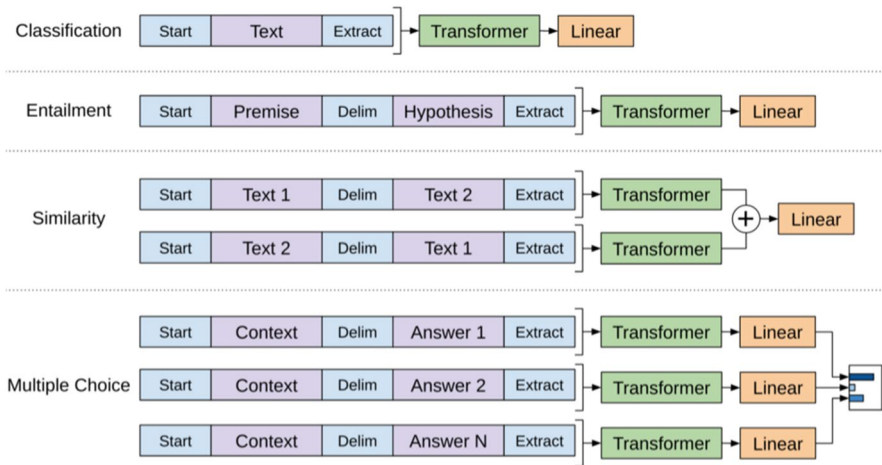 Classification Start Text Extract Transformer Linear
Entailment Start Premise Delim Hypothesis Extract Transformer Linear
Start Text 1 Delim Text 2 Extract Transformer
Similarity + Linear
Start Text 2 Delim Text 1 Extract Transformer
Start Context Delim Answer 1 Extract Transformer Linear
Multiple Choice Start Context Delim Answer 2 Extract Transformer Linear
Start Context Delim Answer N Extract Transformer Linear